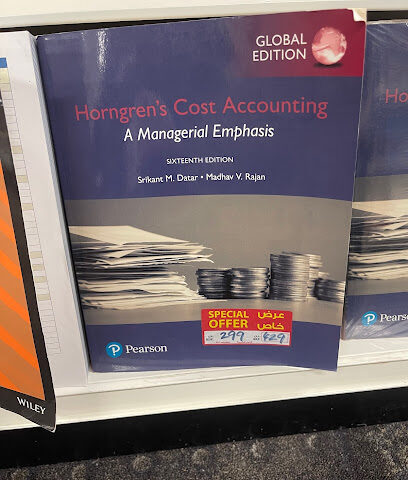 GLOBAL
EDITION
Horngren's Cost Accounting
A Managerial Emphasis
SIXTEENTH EDITION
Srikant M. Datar • Madhav V. Rajan
SPECIAL عرض
OFFER خاص
299 429
P Pearson
WILEY
Ho
P Pears